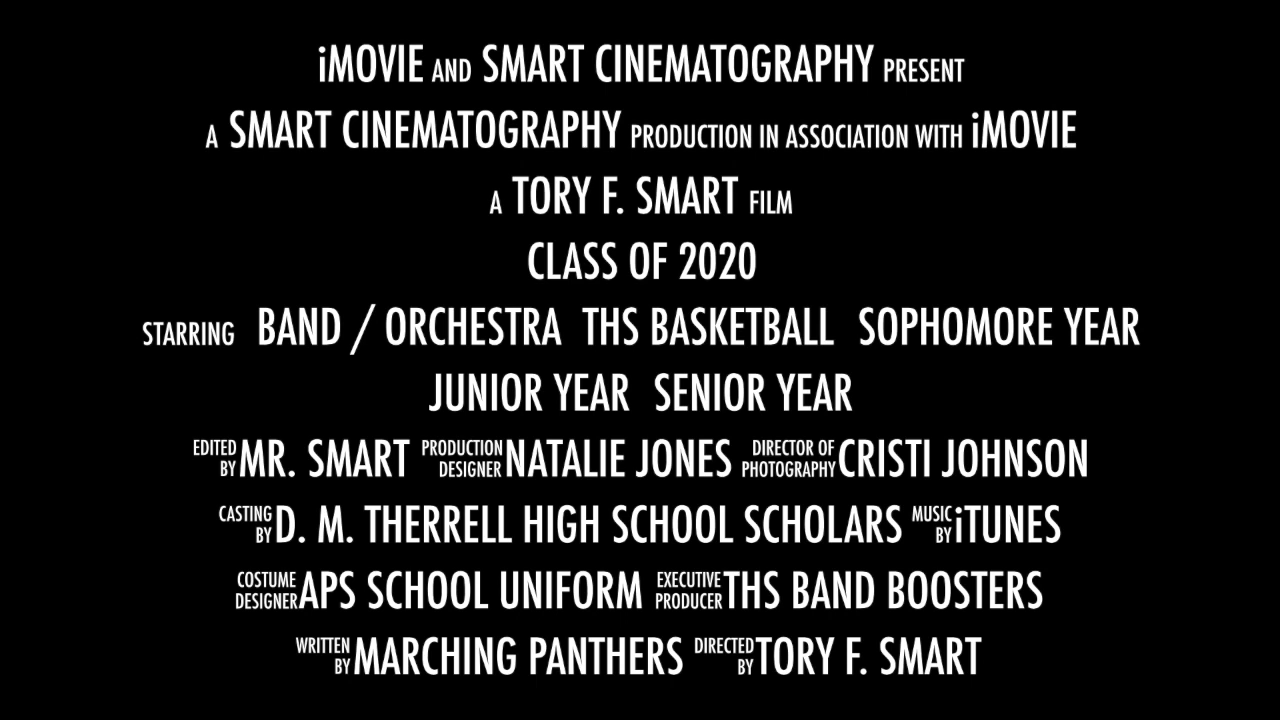 iMOVIE AND SMART CINEMATOGRAPHY PRESENT
A SMART CINEMATOGRAPHY PRODUCTION IN ASSOCIATION WITH iMOVIE
A TORY F. SMART FILM
CLASS OF 2020
STARRING BAND / ORCHESTRA THS BASKETBALL SOPHOMORE YEAR
JUNIOR YEAR SENIOR YEAR
EDITED BY MR. SMART PRODUCTION DESIGNER NATALIE JONES DIRECTOR OF PHOTOGRAPHY CRISTI JOHNSON
CASTING BY D. M. THERRELL HIGH SCHOOL SCHOLARS MUSIC BY iTUNES
COSTUME DESIGNER APS SCHOOL UNIFORM EXECUTIVE PRODUCER THS BAND BOOSTERS
WRITTEN BY MARCHING PANTHERS DIRECTED BY TORY F. SMART